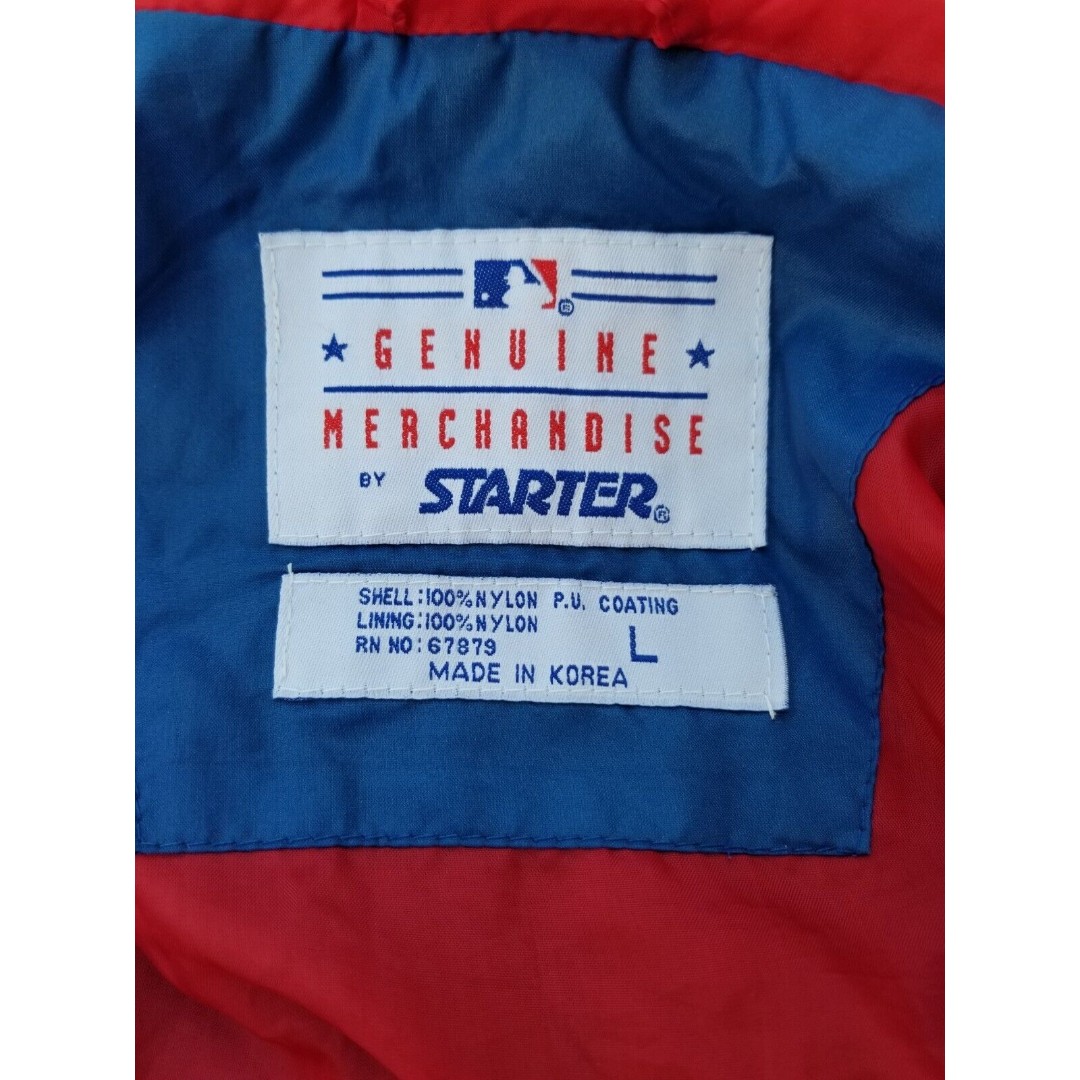 GENUINE
MERCHANDISE
BY STARTER®
SHELL:100%NYLON P.U. COATING
LINING:100%NYLON
RN NO:67879 L
MADE IN KOREA